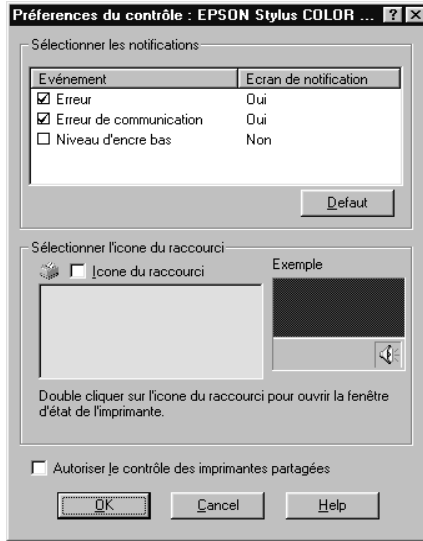 Préferences du contrôle : EPSON Stylus COLOR ...
Sélectionner les notifications
Evénement Ecran de notification
Erreur Oui
Erreur de communication Oui
Niveau d'encre bas Non
Defaut
Sélectionner l'icone du raccourci
Icone du raccourci
Exemple
Double cliquer sur l'icone du raccourci pour ouvrir la fenêtre
d'état de l'imprimante.
Autoriser le contrôle des imprimantes partagées
OK Cancel Help